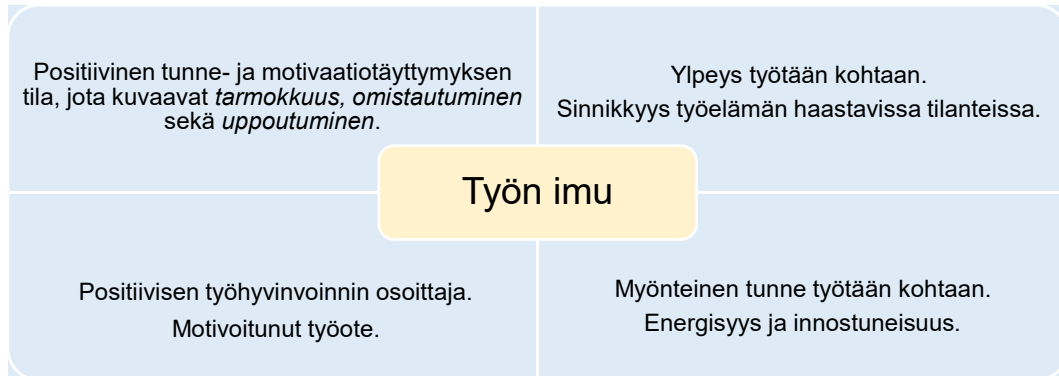 Positiivinen tunne- ja motivaatiotäyttymyksen
tila, jota kuvaavat tarmokkuus, omistautuminen
sekä uppoutuminen.
Ylpeys työtään kohtaan.
Sinnikkyys työelämän haastavissa tilanteissa.
Työn imu
Positiivisen työhyvinvoinnin osoittaja.
Motivoitunut työote.
Myönteinen tunne työtään kohtaan.
Energisyys ja innostuneisuus.